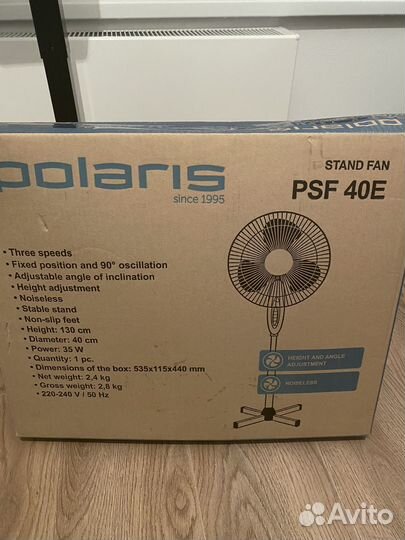 polaris
polaris
since 1995
STAND FAN
PSF 40E
• Three speeds
• Fixed position and 90° oscillation
• Adjustable angle of inclination
• Height adjustment
• Noiseless
• Stable stand
• Non-slip feet
• Height: 130 cm
• Diameter: 40 cm
• Power: 35 W
• Quantity: 1 pc.
• Dimensions of the box: 535x115x440 mm
• Net weight: 2,4 kg
• Gross weight: 2,8 kg
• 220-240 V / 50 Hz
HEIGHT AND ANGLE
ADJUSTMENT
NOISELESS
Avito